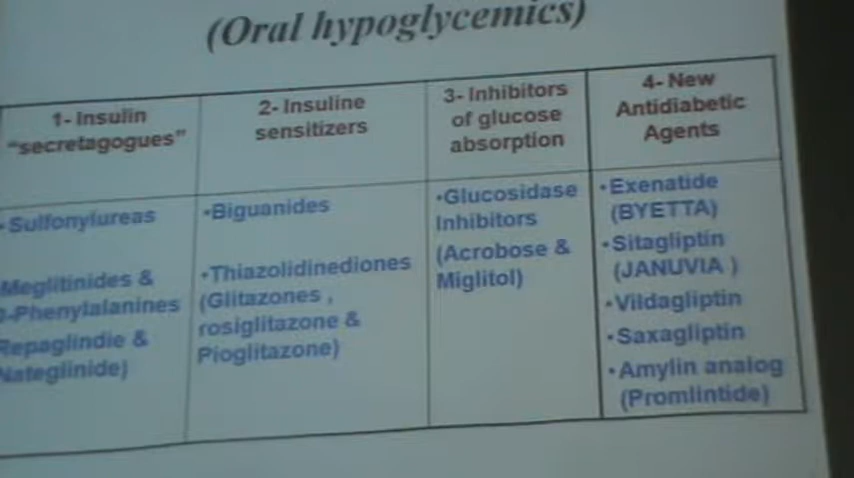 (Oral hypoglycemics)
1- Insulin
"secretagogues"
•Sulfonylureas
Meglitinides &
-Phenylalanines
Repaglindie &
Nateglinide)
2- Insuline
sensitizers
•Biguanides
•Thiazolidinediones
(Glitazones ,
rosiglitazone &
Pioglitazone)
3- Inhibitors
of glucose
absorption
•Glucosidase
Inhibitors
(Acrobose &
Miglitol)
4- New
Antidiabetic
Agents
•Exenatide
(BYETTA)
•Sitagliptin
(JANUVIA )
•Vildagliptin
•Saxagliptin
•Amylin analog
(Promlintide)